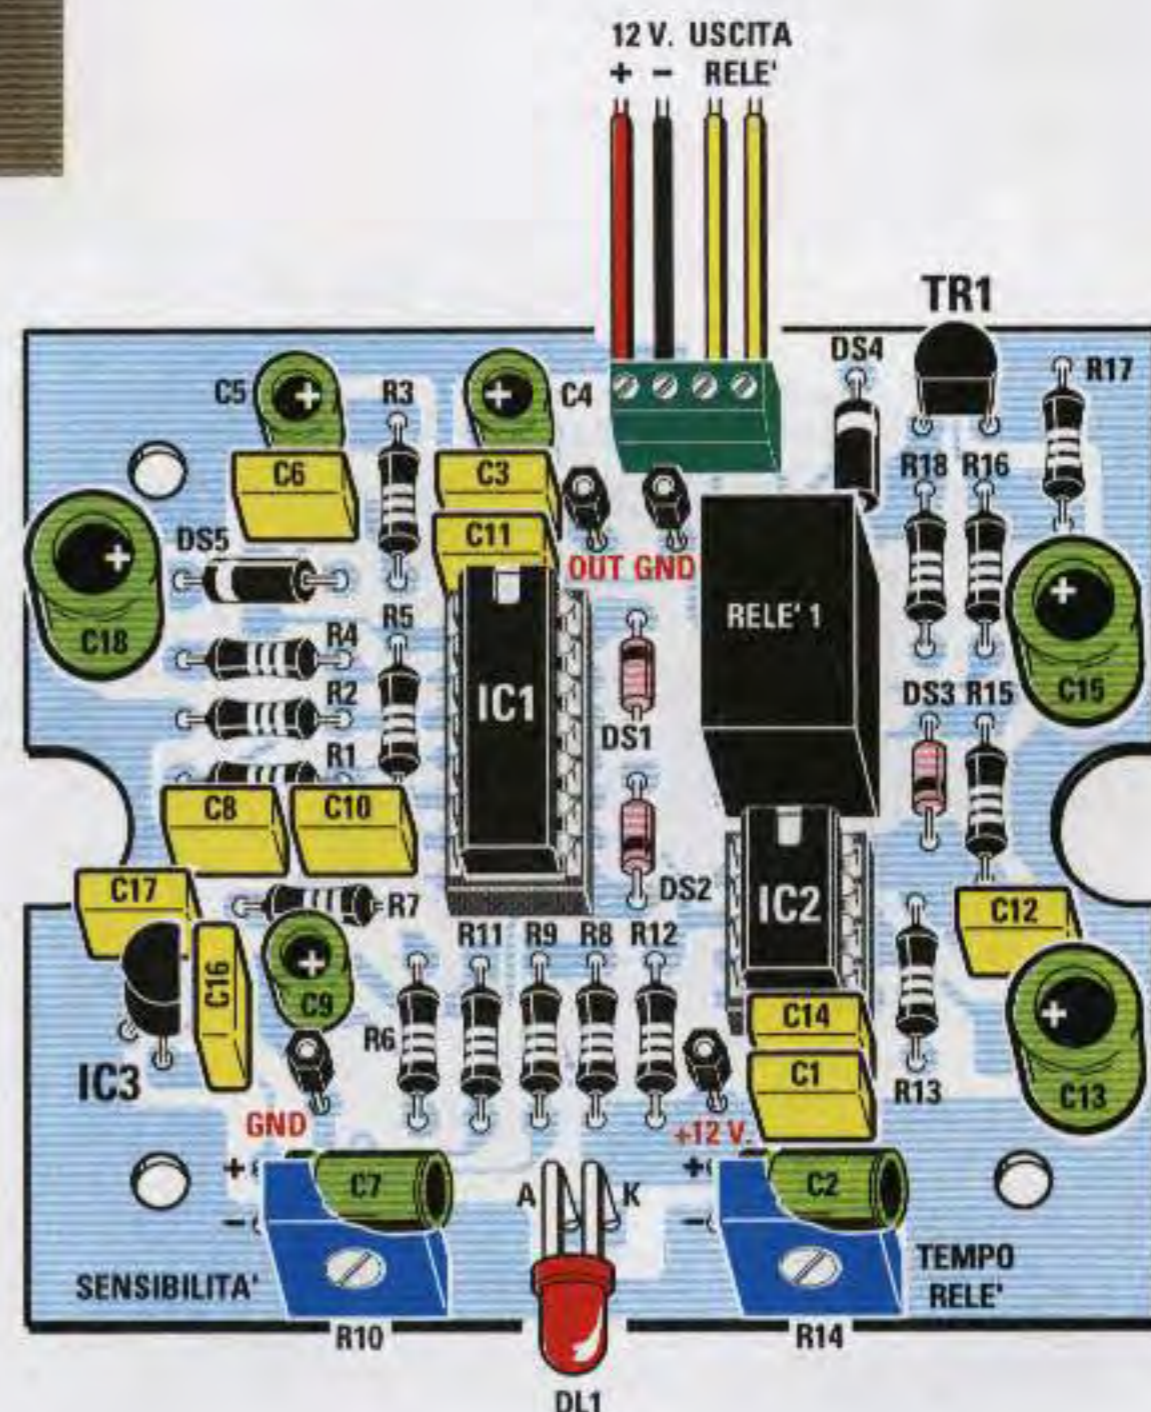 12 V. USCITA
+ − RELE'
TR1
DS4
R17
C5
R3
C4
C6
C3
R18 R16
C11
DS5
OUT GND
C18
R5
R4
RELE' 1
C15
R2
IC1
DS3 R15
DS1
R1
C8
C10
DS2
C17
R7
IC2
C12
R11 R9 R8 R12
C16
C9
R6
C14
C1
IC3
R13
C13
GND
+12 V.
+
+
C7
A
K
C2
−
−
SENSIBILITA'
TEMPO
RELE'
R10
R14
DL1